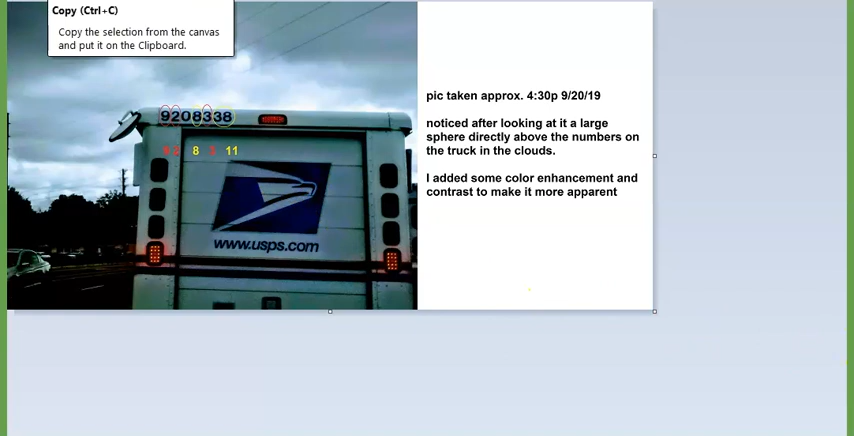 Copy (Ctrl+C)
Copy the selection from the canvas
and put it on the Clipboard.
9208338
8 3 11
www.usps.com
pic taken approx. 4:30p 9/20/19
noticed after looking at it a large
sphere directly above the numbers on
the truck in the clouds.
I added some color enhancement and
contrast to make it more apparent